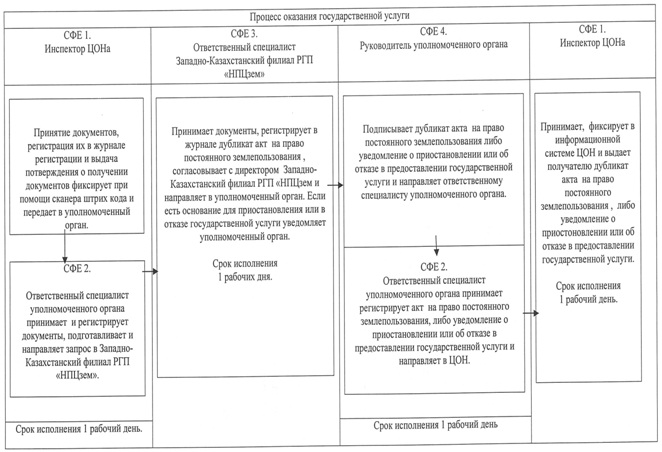 Процесс оказания государственной услуги
СФЕ 1.
Инспектор ЦОНа
СФЕ 3.
Ответственный специалист
Западно-Казахстанский филиал РГП
«НПЦзем»
СФЕ 4.
Руководитель уполномоченного органа
СФЕ 1.
Инспектор ЦОНа
Принятие документов,
регистрация их в журнале
регистрации и выдача
потверждения о получении
документов фиксирует при
помощи сканера штрих кода и
передает в уполномоченный
орган.
СФЕ 2.
Ответственный специалист
уполномоченного органа
принимает и регистрирует
документы, подготавливает и
направляет запрос в Западно-
Казахстанский филиал РГП
«НПЦзем».
Срок исполнения 1 рабочий день.
Принимает документы, регистрирует в
журнале дубликат акт на право
постоянного землепользования ,
согласовывает с директором Западно-
Казахстанский филиал РГП «НПЦзем и
направляет в уполномоченный орган. Если
есть основание для приостановления или в
отказе государственной услуги уведомляет
уполномоченный орган.
Срок исполнения
1 рабочих дня.
Подписывает дубликат акта на право
постоянного землепользования либо
уведомление о приостановлении или об
отказе в предоставлении государственной
услуги и направляет ответственному
специалисту уполномоченного органа.
СФЕ 2.
Ответственный специалист
уполномоченного органа принимает
регистрирует акт на право постоянного
землепользования, либо уведомление о
приостановлении или об отказе в
предоставлении государственной услуги и
направляет в ЦОН.
Срок исполнения 1 рабочий день
Принимает, фиксирует в
информационной
системе ЦОН и выдает
получателю дубликат
акта на право
постоянного
землепользования , либо
уведомление о
приостоновлении или об
отказе в предоставлении
государственной услуги.
Срок исполнения
1 рабочий день.